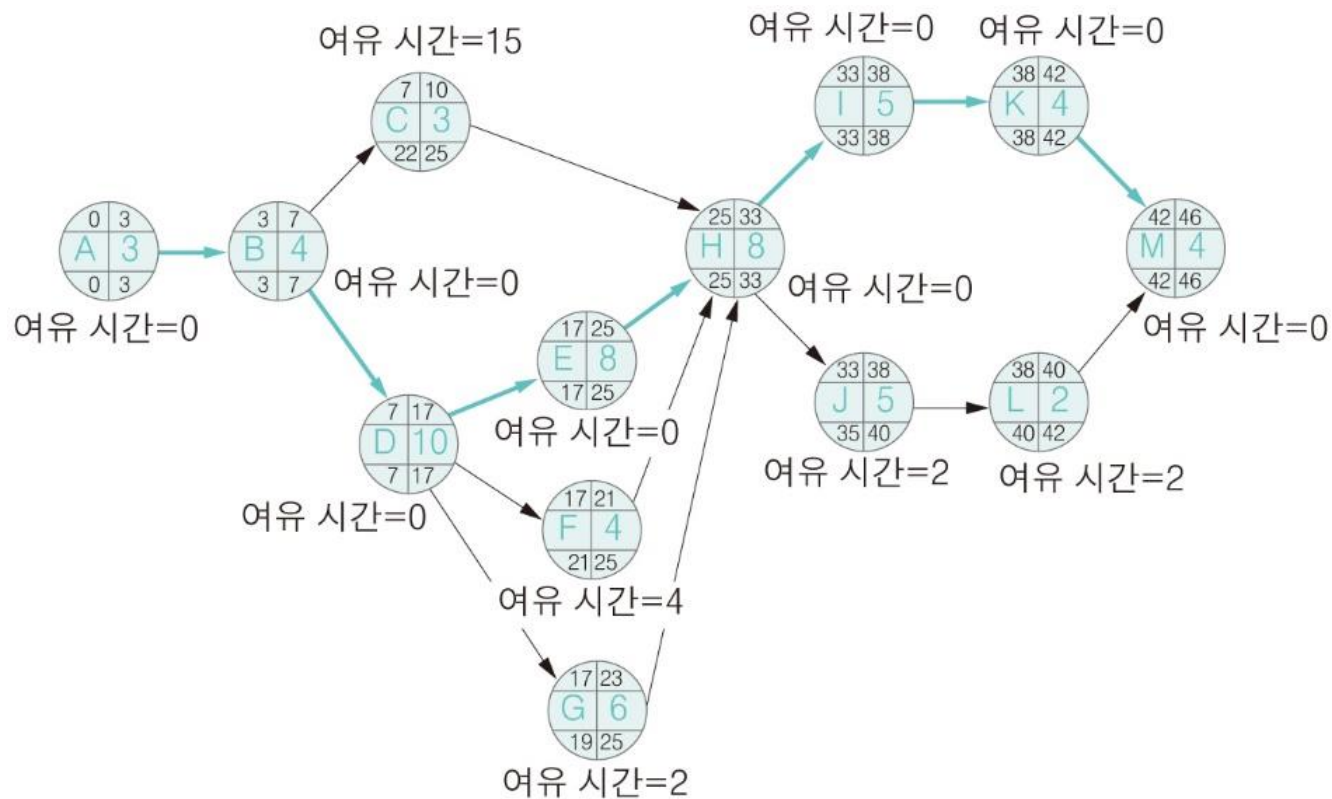 여유 시간=15
7 10
C 3
22 25
여유 시간=0
33 38
I 5
33 38
여유 시간=0
38 42
K 4
38 42
0 3
A 3
0 3
여유 시간=0
3 7
B 4
3 7
여유 시간=0
25 33
H 8
25 33
여유 시간=0
42 46
M 4
42 46
여유 시간=0
17 25
E 8
17 25
여유 시간=0
7 17
D 10
7 17
여유 시간=0
33 38
J 5
35 40
여유 시간=2
38 40
L 2
40 42
여유 시간=2
17 21
F 4
21 25
여유 시간=4
17 23
G 6
19 25
여유 시간=2